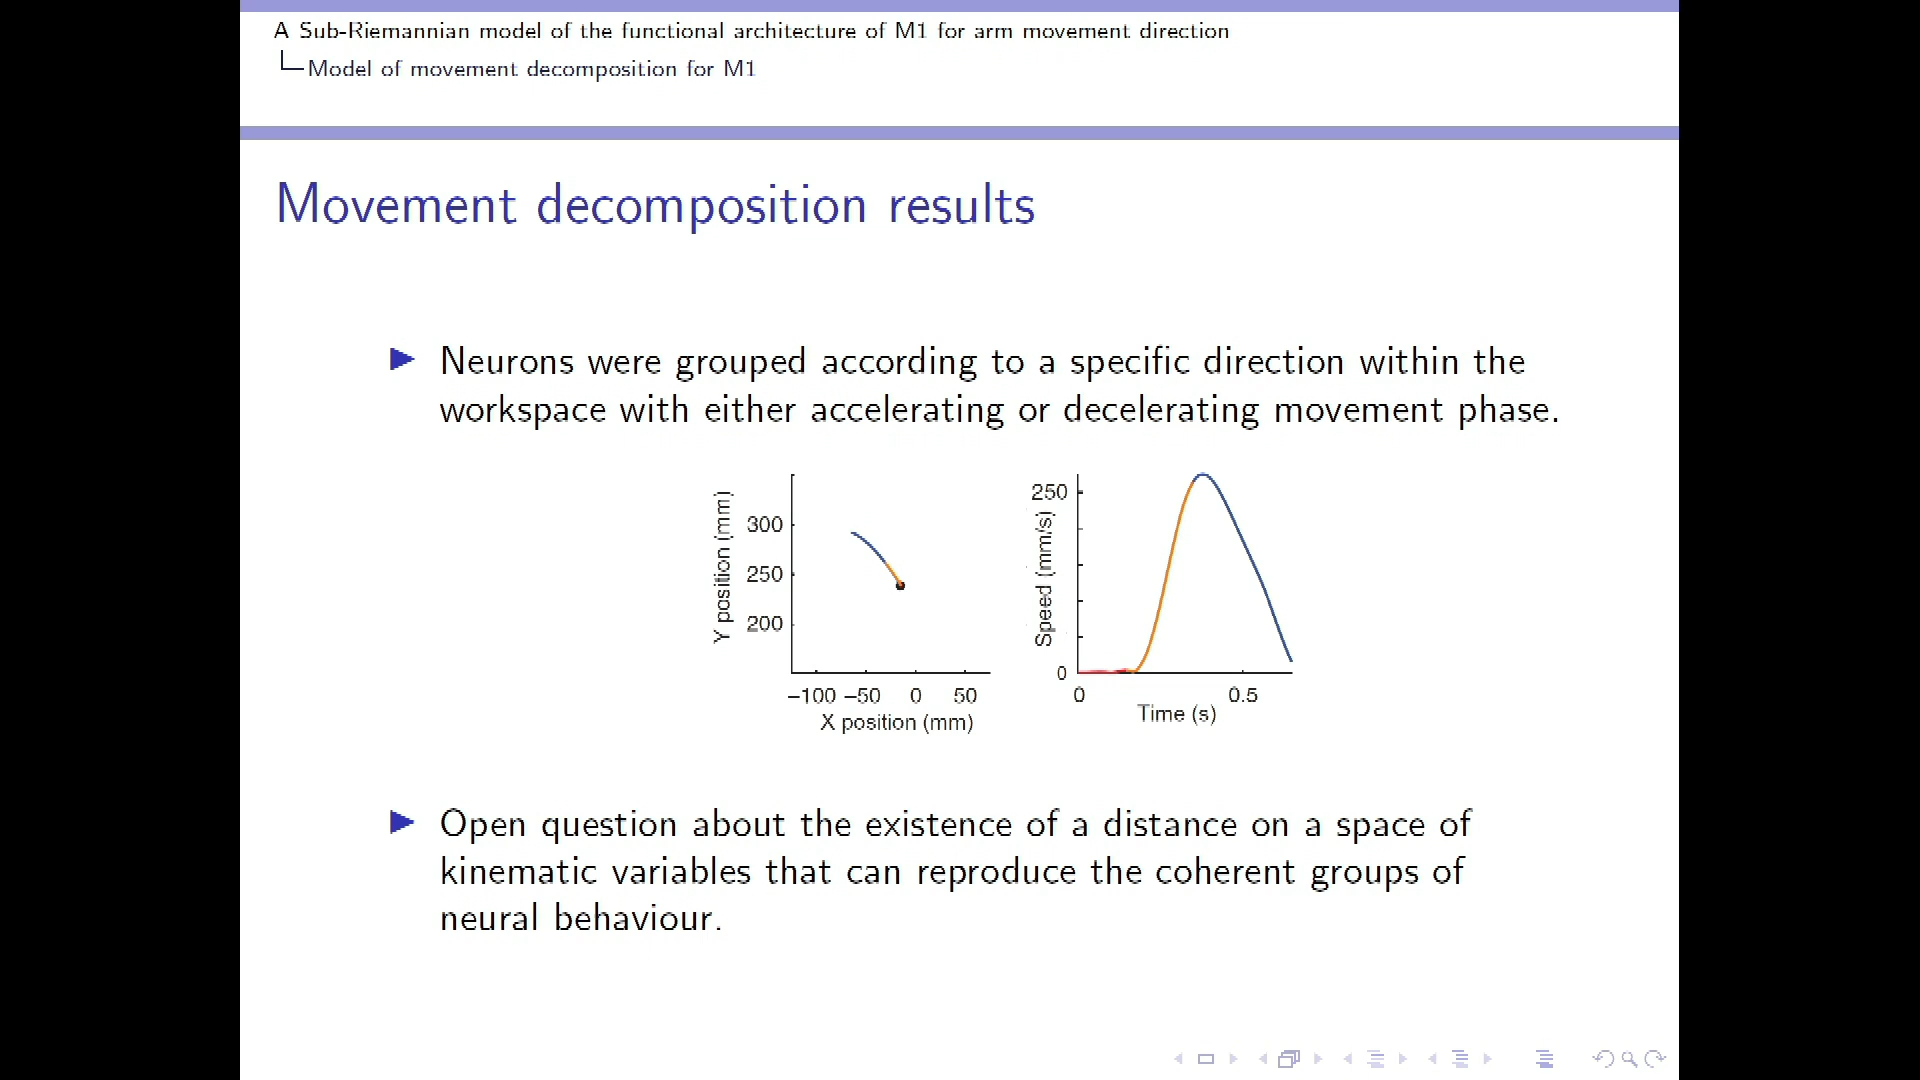 A Sub-Riemannian model of the functional architecture of M1 for arm movement direction
Model of movement decomposition for M1
Movement decomposition results
Neurons were grouped according to a specific direction within the
workspace with either accelerating or decelerating movement phase.
Y position (mm)
300
250
200
−100 −50 0 50
X position (mm)
Speed (mm/s)
250
0
0 0.5
Time (s)
Open question about the existence of a distance on a space of
kinematic variables that can reproduce the coherent groups of
neural behaviour.